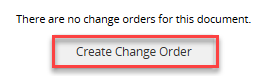 There are no change orders for this document.
Create Change Order